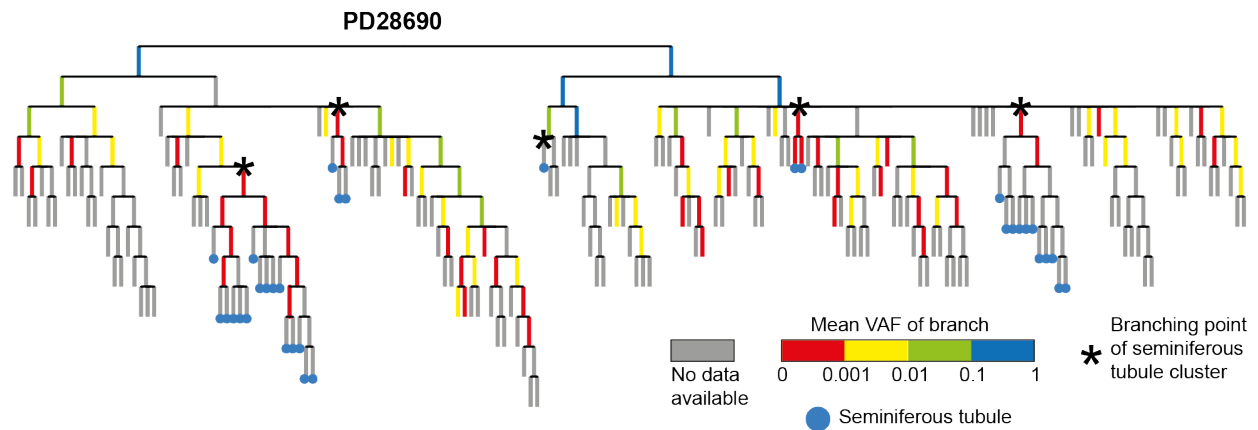 PD28690
Mean VAF of branch
No data
available
0 0.001 0.01 0.1 1
Branching point
of seminiferous
tubule cluster
Seminiferous tubule